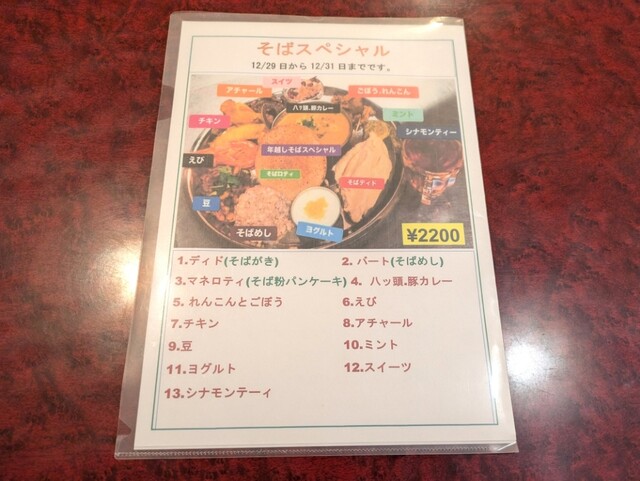 そばスペシャル
12/29 日から 12/31 日までです。
スイツ
アチャール
ごぼう.れんこん
八ッ頭.豚カレー
ミント
チキン
シナモンティー
年越しそばスペシャル
えび
そばロティ
そばディド
豆
そばめし
ヨグルト
¥2200
1.ディド(そばがき) 2. バート(そばめし)
3.マネロティ(そば粉パンケーキ) 4. 八ッ頭.豚カレー
5. れんこんとごぼう 6.えび
7.チキン 8.アチャール
9.豆 10.ミント
11.ヨグルト 12.スイーツ
13.シナモンテーィ